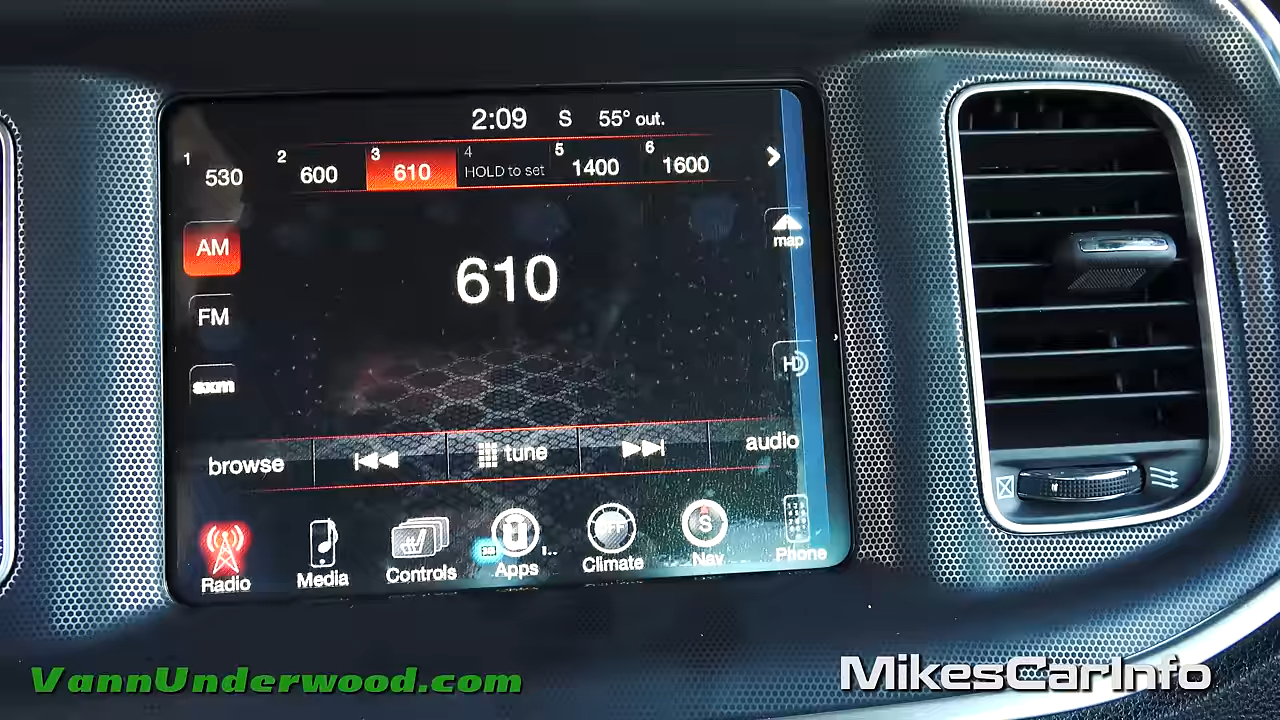 2:09 S 55° out.
1 530 2 600 3 610 4 HOLD to set 5 1400 6 1600
AM
map
610
FM
HD
sxm
browse tune audio
Radio Media Controls Apps Climate Nav Phone
OFF
S
VannUnderwood.com
MikesCarInfo